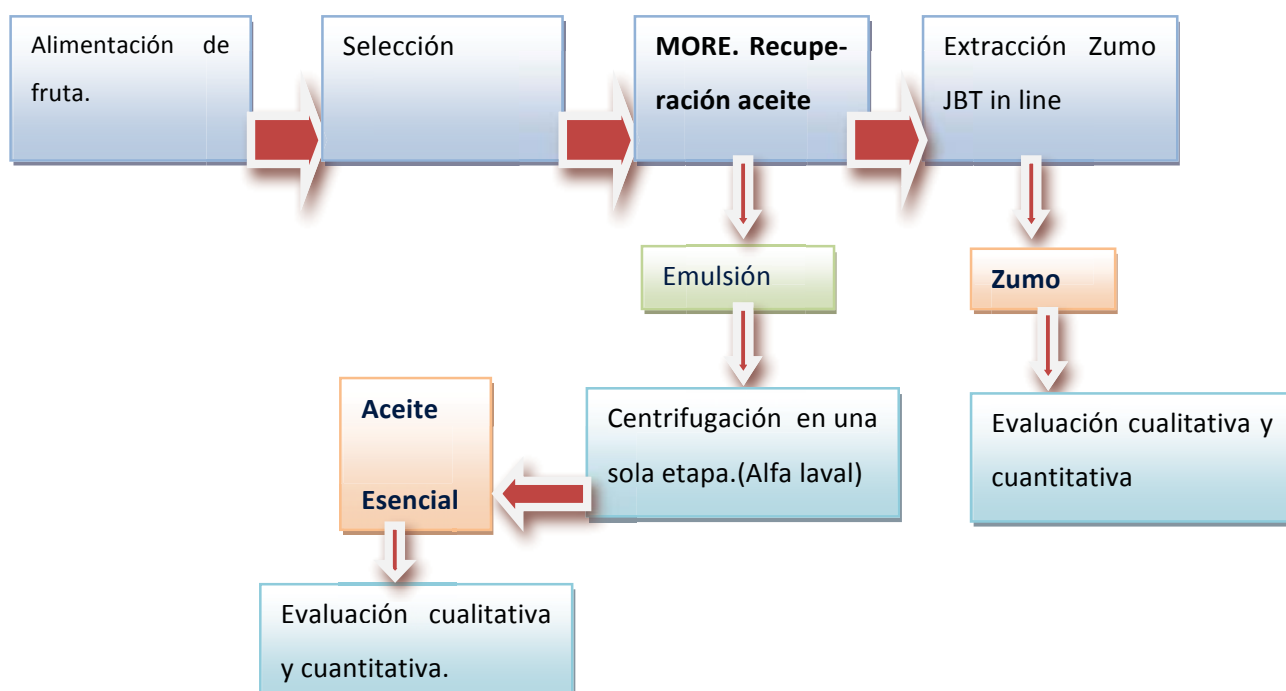 Alimentación de
fruta.
Selección
MORE. Recupe-
ración aceite
Extracción Zumo
JBT in line
Emulsión
Zumo
Aceite
Esencial
Centrifugación en una
sola etapa.(Alfa laval)
Evaluación cualitativa y
cuantitativa
Evaluación cualitativa
y cuantitativa.